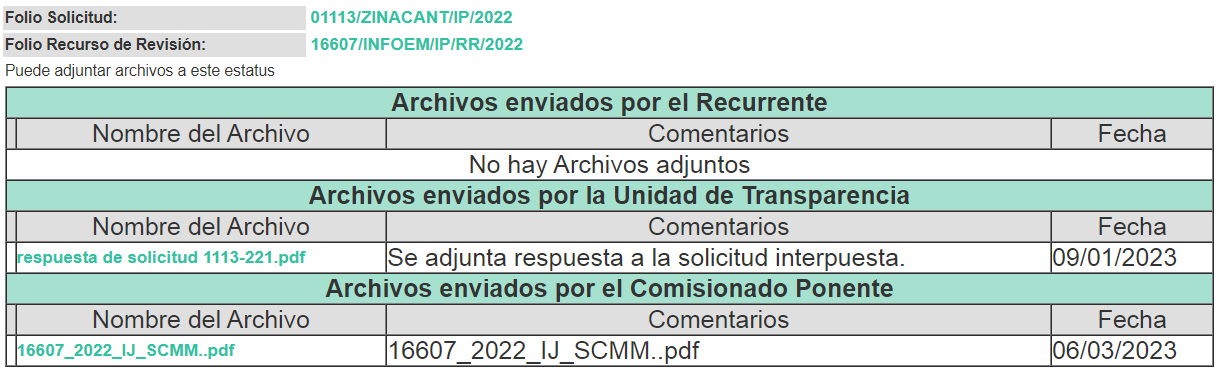 Folio Solicitud: 01113/ZINACANT/IP/2022
Folio Recurso de Revisión: 16607/INFOEM/IP/RR/2022
Puede adjuntar archivos a este estatus
Archivos enviados por el Recurrente
Nombre del Archivo Comentarios Fecha
No hay Archivos adjuntos
Archivos enviados por la Unidad de Transparencia
Nombre del Archivo Comentarios Fecha
respuesta de solicitud 1113-221.pdf Se adjunta respuesta a la solicitud interpuesta. 09/01/2023
Archivos enviados por el Comisionado Ponente
Nombre del Archivo Comentarios Fecha
16607_2022_IJ_SCMM..pdf 16607_2022_IJ_SCMM..pdf 06/03/2023